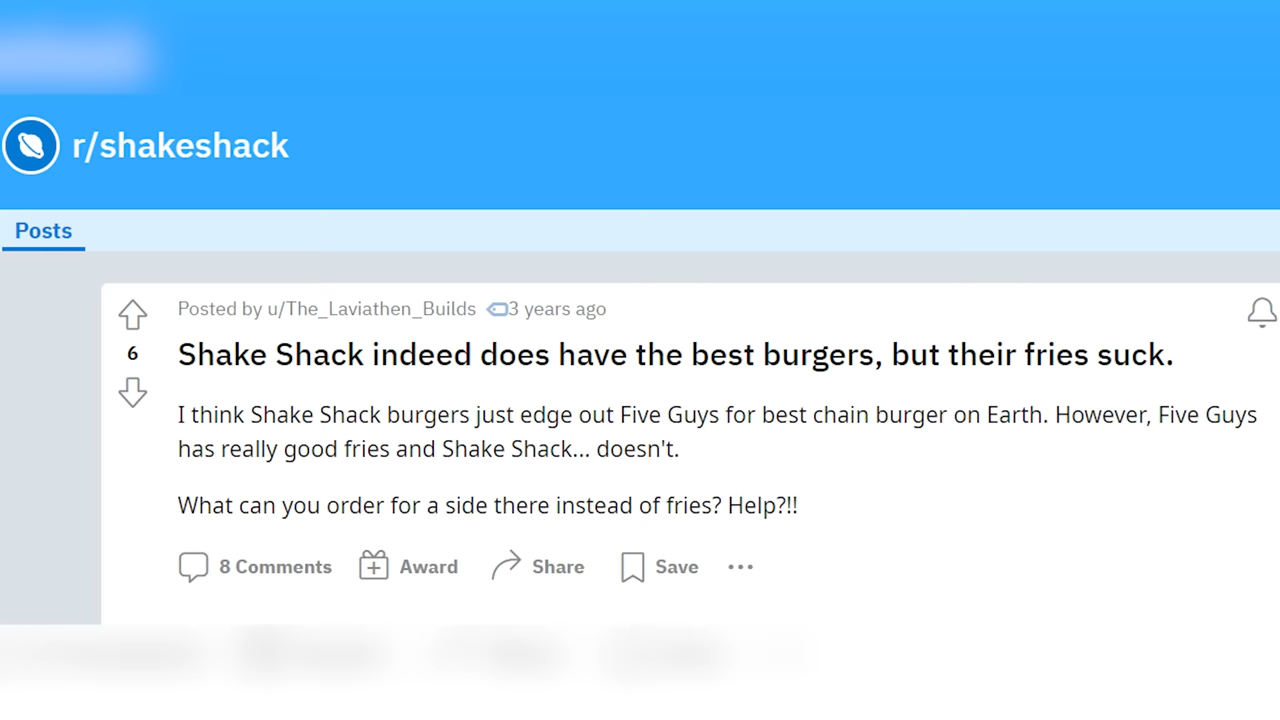 r/shakeshack
Posts
Posted by u/The_Laviathen_Builds 3 years ago
6
Shake Shack indeed does have the best burgers, but their fries suck.
I think Shake Shack burgers just edge out Five Guys for best chain burger on Earth. However, Five Guys
has really good fries and Shake Shack... doesn't.
What can you order for a side there instead of fries? Help?!!
8 Comments Award Share Save ...